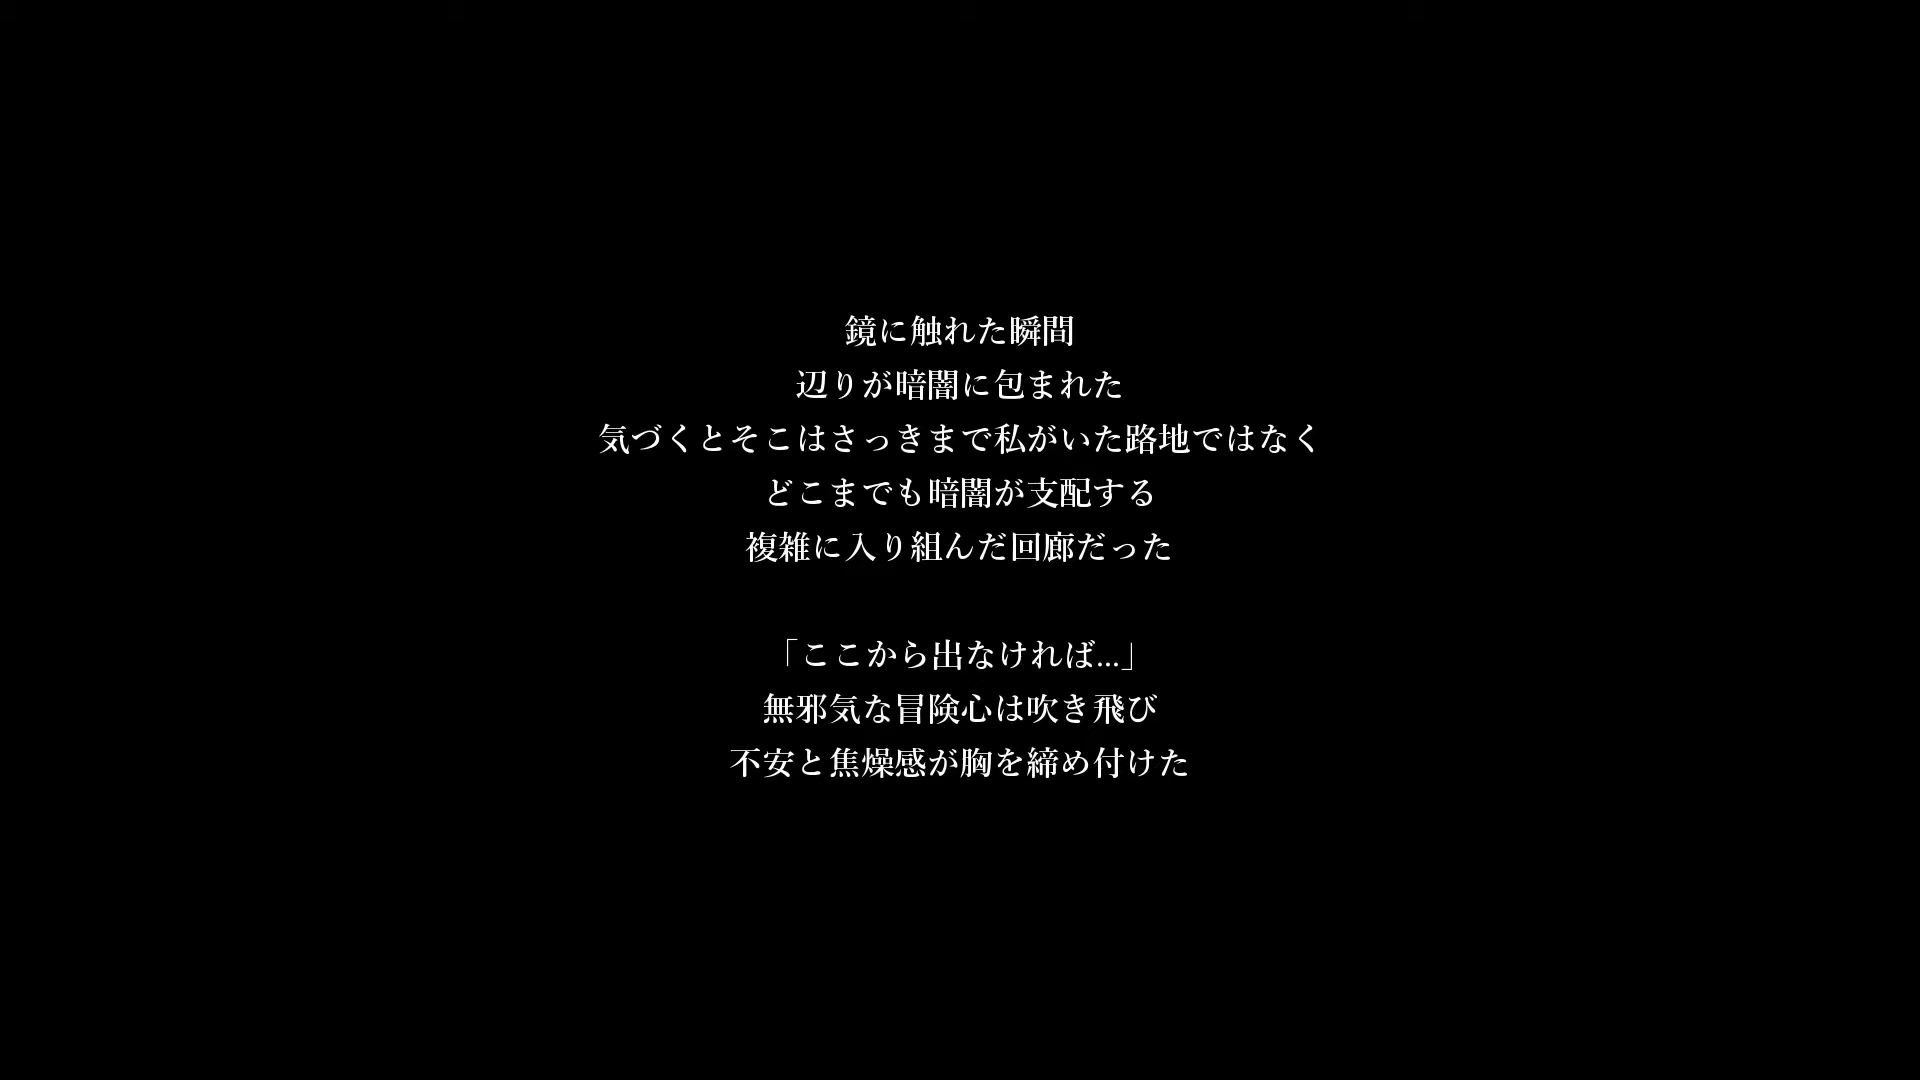 鏡に触れた瞬間
辺りが暗闇に包まれた
気づくとそこはさっきまで私がいた路地ではなく
どこまでも暗闇が支配する
複雑に入り組んだ回廊だった
「ここから出なければ...」
無邪気な冒険心は吹き飛び
不安と焦燥感が胸を締め付けた